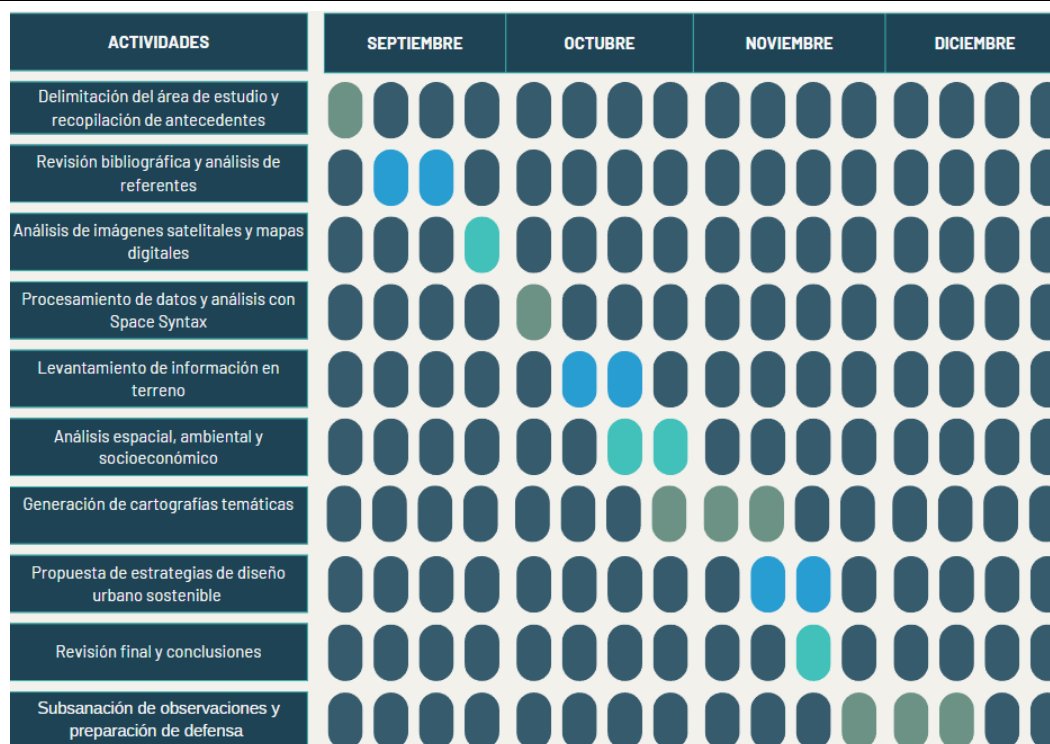 ACTIVIDADES
SEPTIEMBRE
OCTUBRE
NOVIEMBRE
DICIEMBRE
Delimitación del área de estudio y
recopilación de antecedentes
Revisión bibliográfica y análisis de
referentes
Análisis de imágenes satelitales y mapas
digitales
Procesamiento de datos y análisis con
Space Syntax
Levantamiento de información en
terreno
Análisis espacial, ambiental y
socioeconómico
Generación de cartografías temáticas
Propuesta de estrategias de diseño
urbano sostenible
Revisión final y conclusiones
Subsanación de observaciones y
preparación de defensa